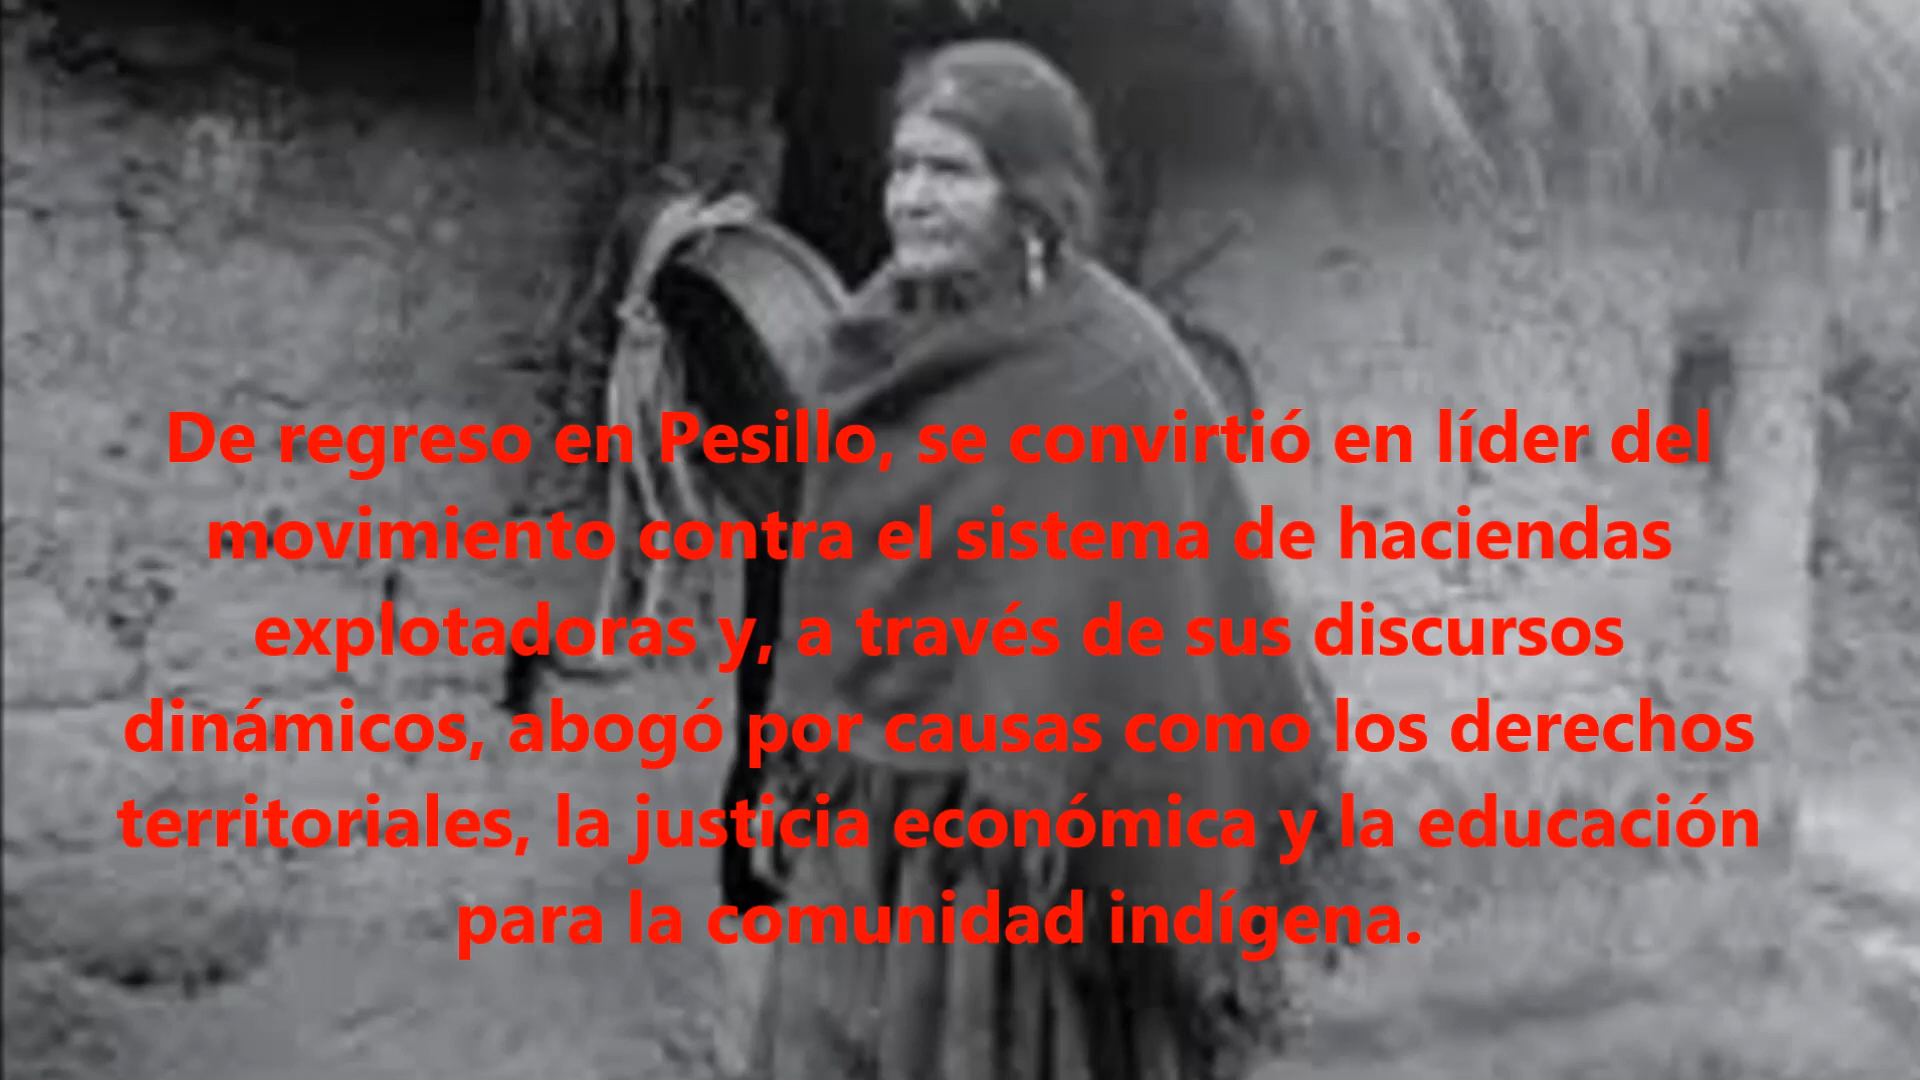 De regreso en Pesillo, se convirtió en líder del
movimiento contra el sistema de haciendas
explotadoras y, a través de sus discursos
dinámicos, abogó por causas como los derechos
territoriales, la justicia económica y la educación
para la comunidad indígena.